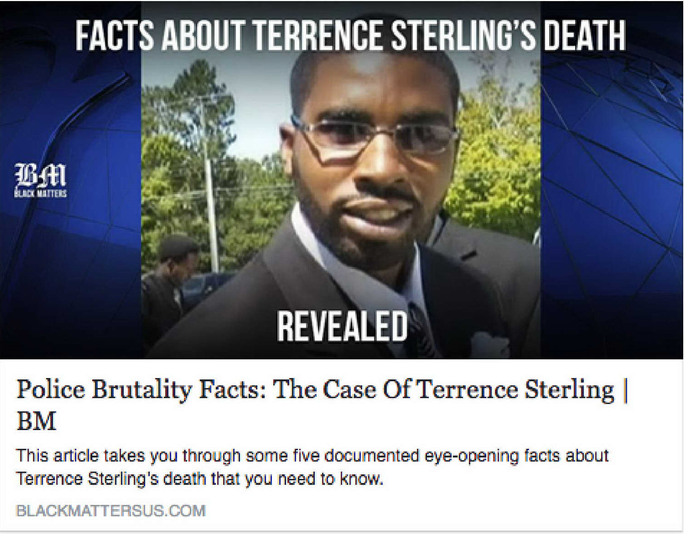 FACTS ABOUT TERRENCE STERLING'S DEATH
BM
BLACK MATTERS
REVEALED
Police Brutality Facts: The Case Of Terrence Sterling |
BM
This article takes you through some five documented eye-opening facts about
Terrence Sterling's death that you need to know.
BLACKMATTERSUS.COM